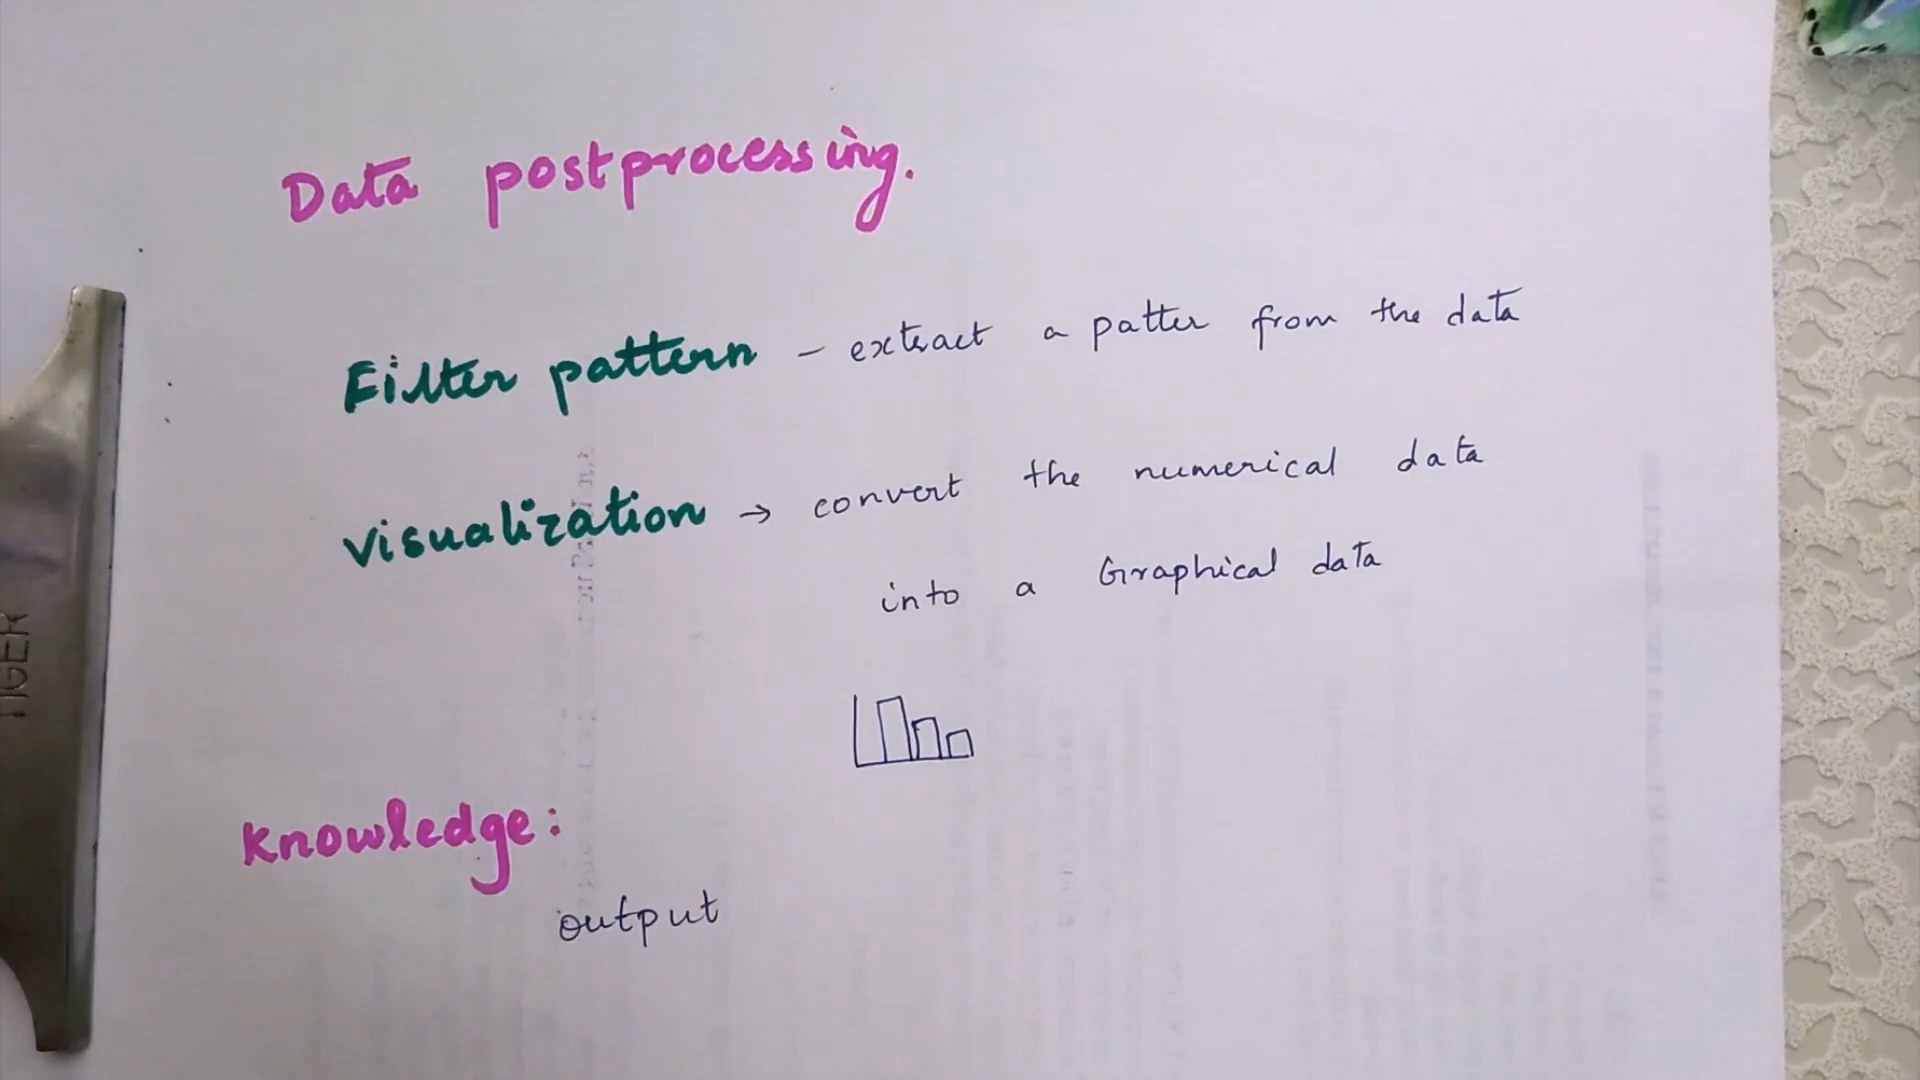 Data postprocessing.
Filter pattern - extract a patter from the data
visualization → convert the numerical data
into a Graphical data
Knowledge:
output
TIGER